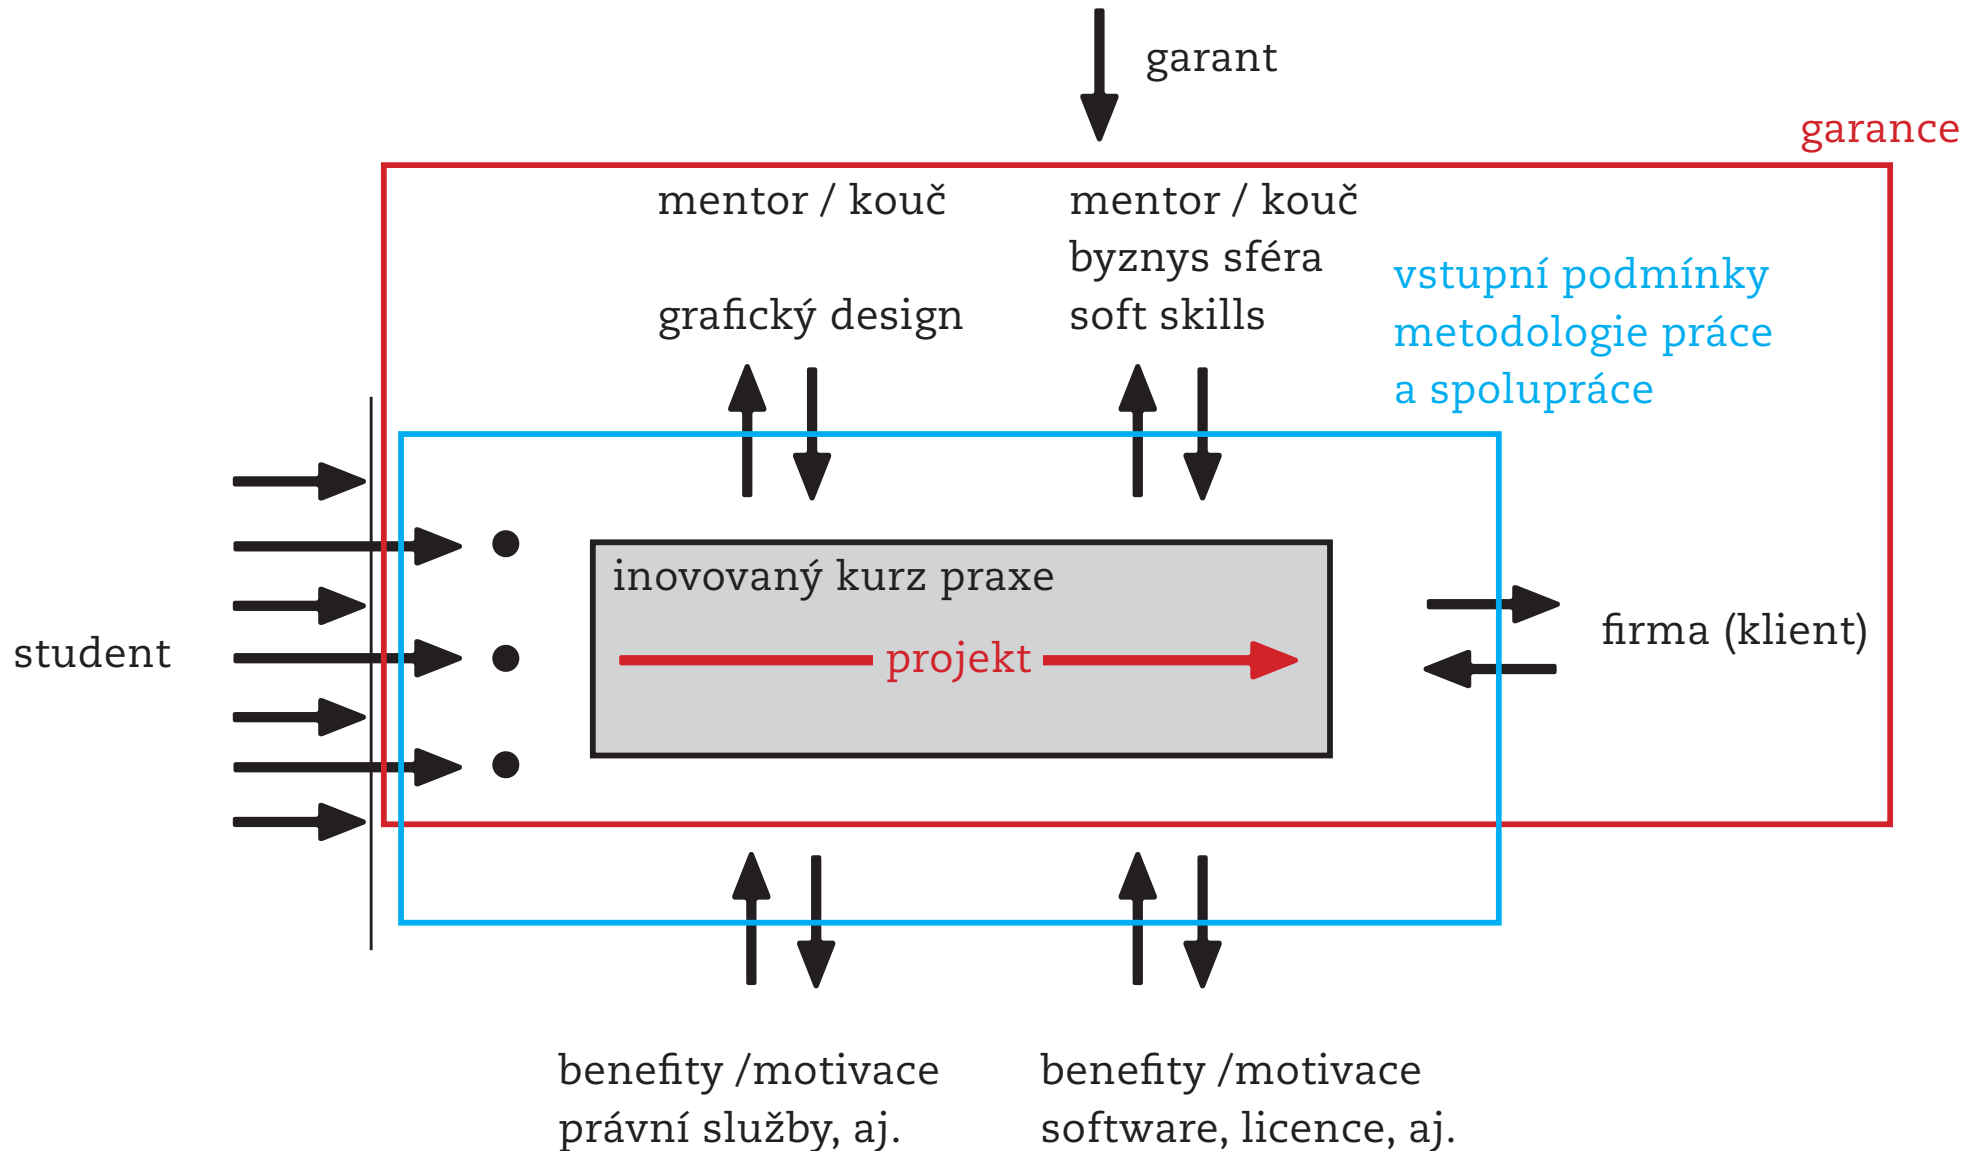 garant
garance
mentor / kouč
grafický design
mentor / kouč
byznys sféra
soft skills
vstupní podmínky
metodologie práce
a spolupráce
student
inovovaný kurz praxe
projekt
firma (klient)
benefity /motivace
právní služby, aj.
benefity /motivace
software, licence, aj.